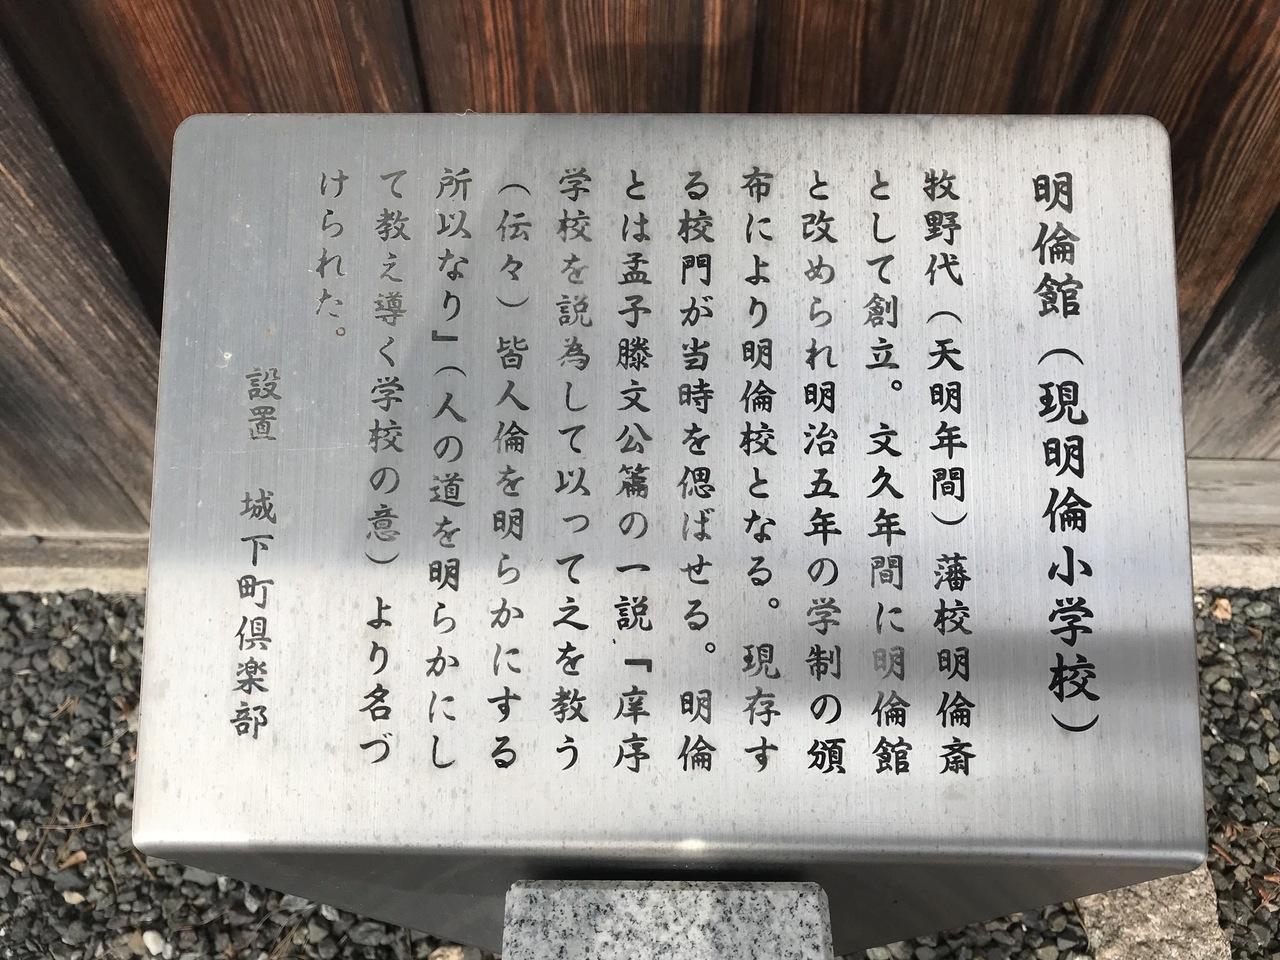 明倫館（現明倫小学校）
牧野代（天明年間）藩校明倫斎
として創立。文久年間に明倫館
と改められ明治五年の学制の頒
布により明倫校となる。現存す
る校門が当時を偲ばせる。明倫
とは孟子滕文公篇の一説『庠序
学校を説為して以って之を教う
（伝々）皆人倫を明らかにする
所以なり』（人の道を明らかにし
て教え導く学校の意）より名づ
けられた。
設置　城下町倶楽部